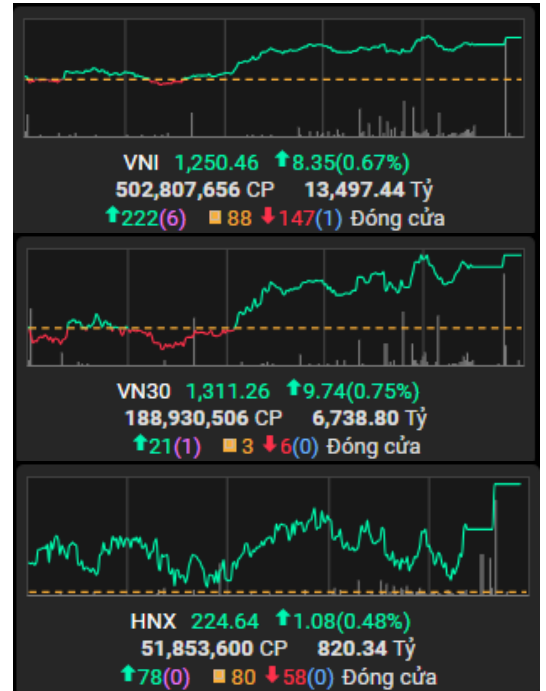 VNI 1,250.46 ⬆8.35(0.67%)
502,807,656 CP 13,497.44 Tỷ
⬆222(6) ■ 88 ⬇147(1) Đóng cửa
VN30 1,311.26 ⬆9.74(0.75%)
188,930,506 CP 6,738.80 Tỷ
⬆21(1) ■ 3 ⬇6(0) Đóng cửa
HNX 224.64 ⬆1.08(0.48%)
51,853,600 CP 820.34 Tỷ
⬆78(0) ■ 80 ⬇58(0) Đóng cửa